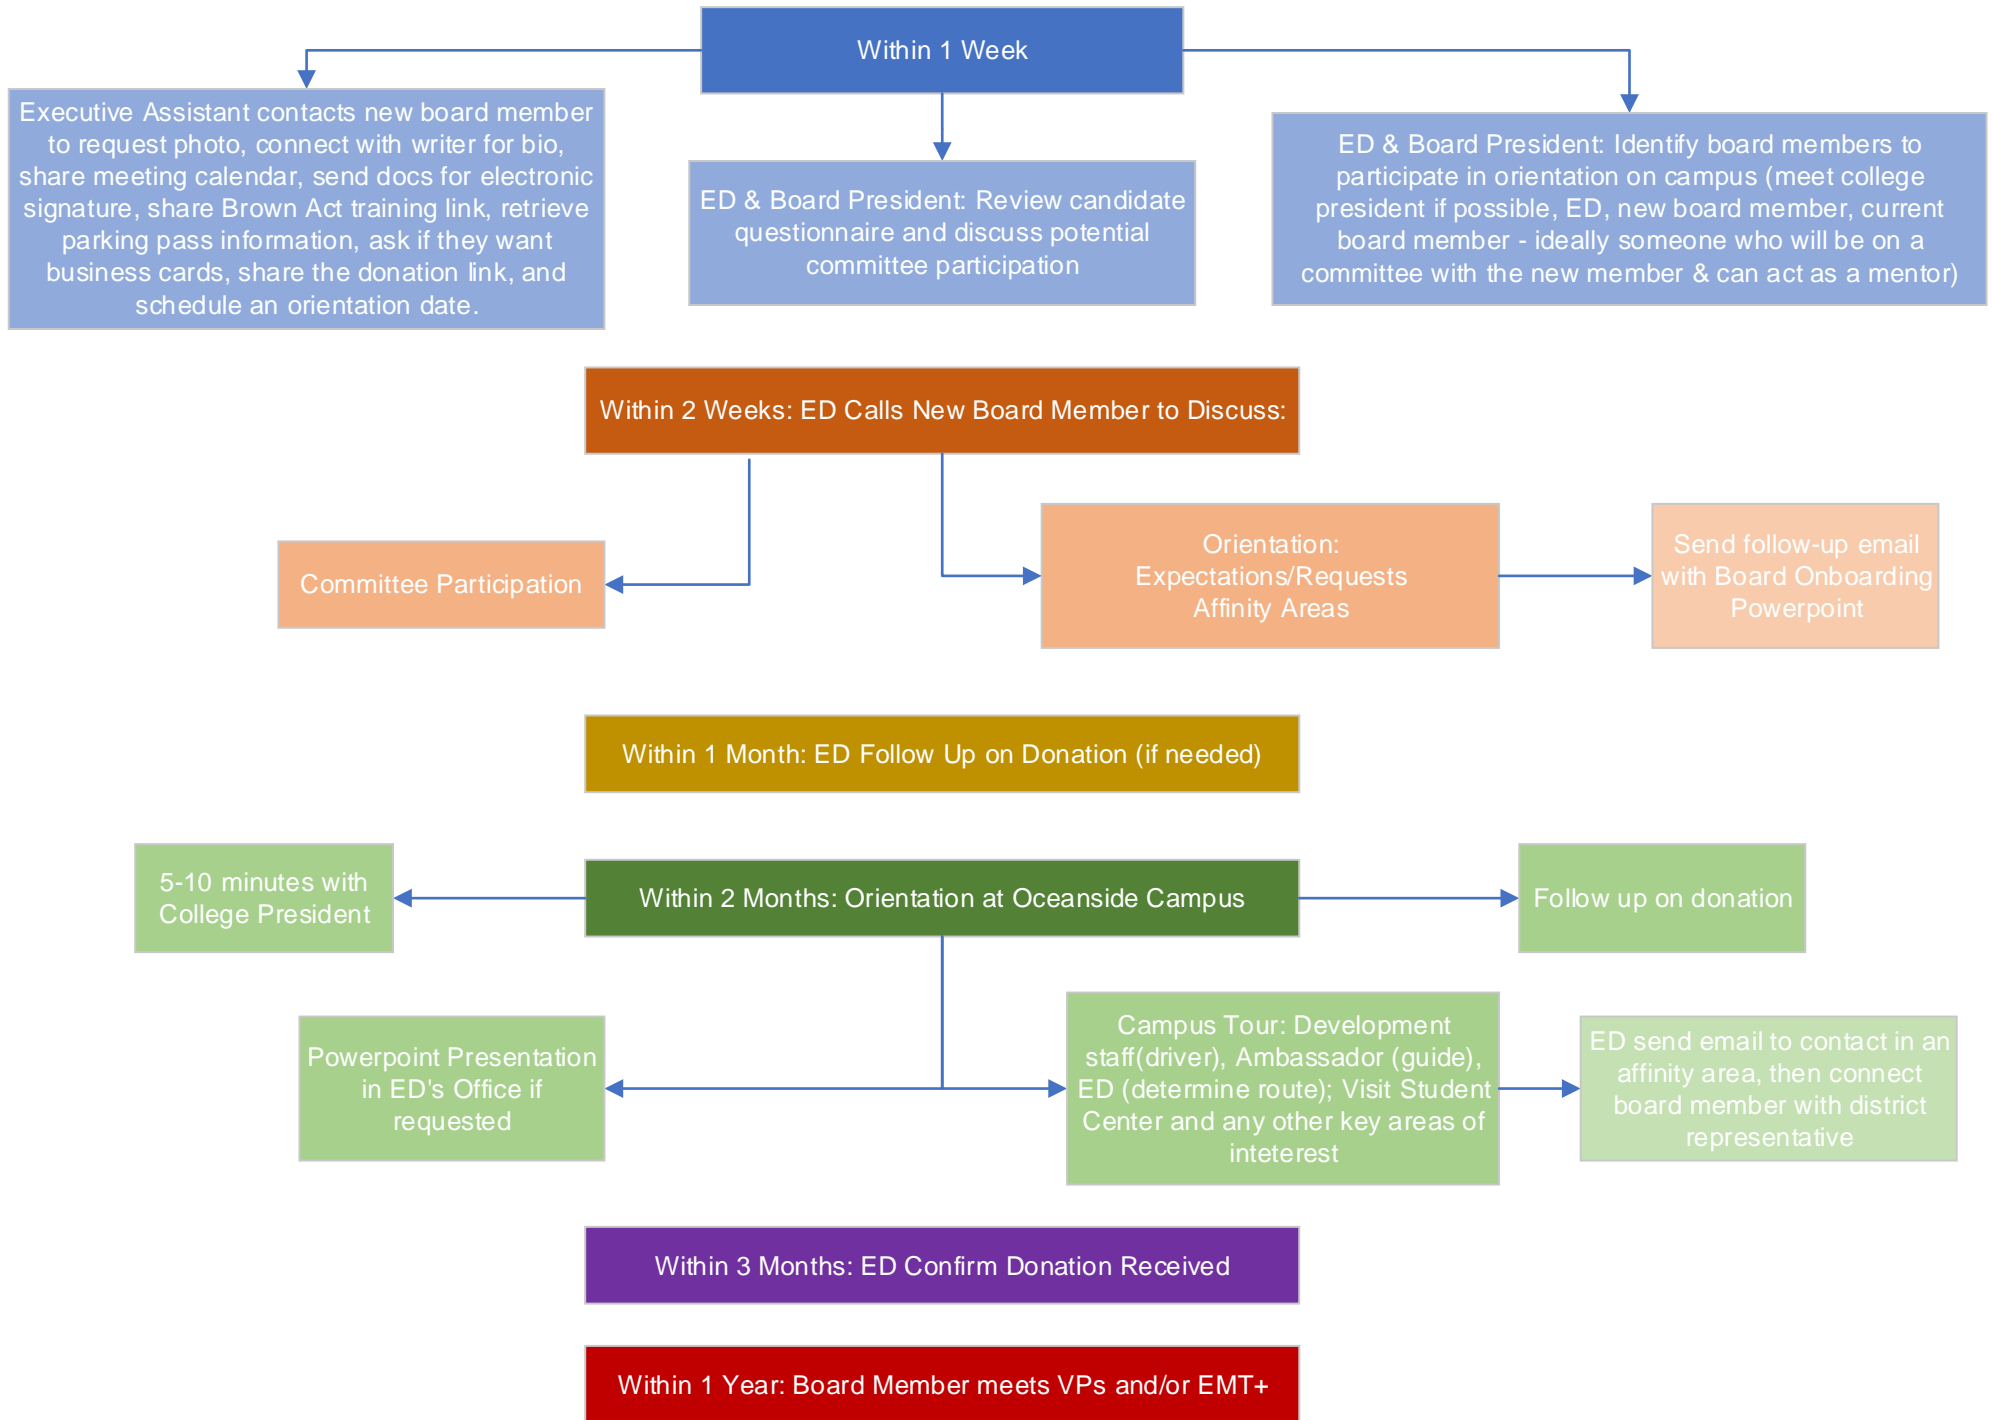 Within 1 Week
Executive Assistant contacts new board member
to request photo, connect with writer for bio,
share meeting calendar, send docs for electronic
signature, share Brown Act training link, retrieve
parking pass information, ask if they want
business cards, share the donation link, and
schedule an orientation date.
ED & Board President: Review candidate
questionnaire and discuss potential
committee participation
ED & Board President: Identify board members to
participate in orientation on campus (meet college
president if possible, ED, new board member, current
board member - ideally someone who will be on a
committee with the new member & can act as a mentor)
Within 2 Weeks: ED Calls New Board Member to Discuss:
Committee Participation
Orientation:
Expectations/Requests
Affinity Areas
Send follow-up email
with Board Onboarding
Powerpoint
Within 1 Month: ED Follow Up on Donation (if needed)
5-10 minutes with
College President
Within 2 Months: Orientation at Oceanside Campus
Follow up on donation
Powerpoint Presentation
in ED's Office if
requested
Campus Tour: Development
staff(driver), Ambassador (guide),
ED (determine route); Visit Student
Center and any other key areas of
inteterest
ED send email to contact in an
affinity area, then connect
board member with district
representative
Within 3 Months: ED Confirm Donation Received
Within 1 Year: Board Member meets VPs and/or EMT+